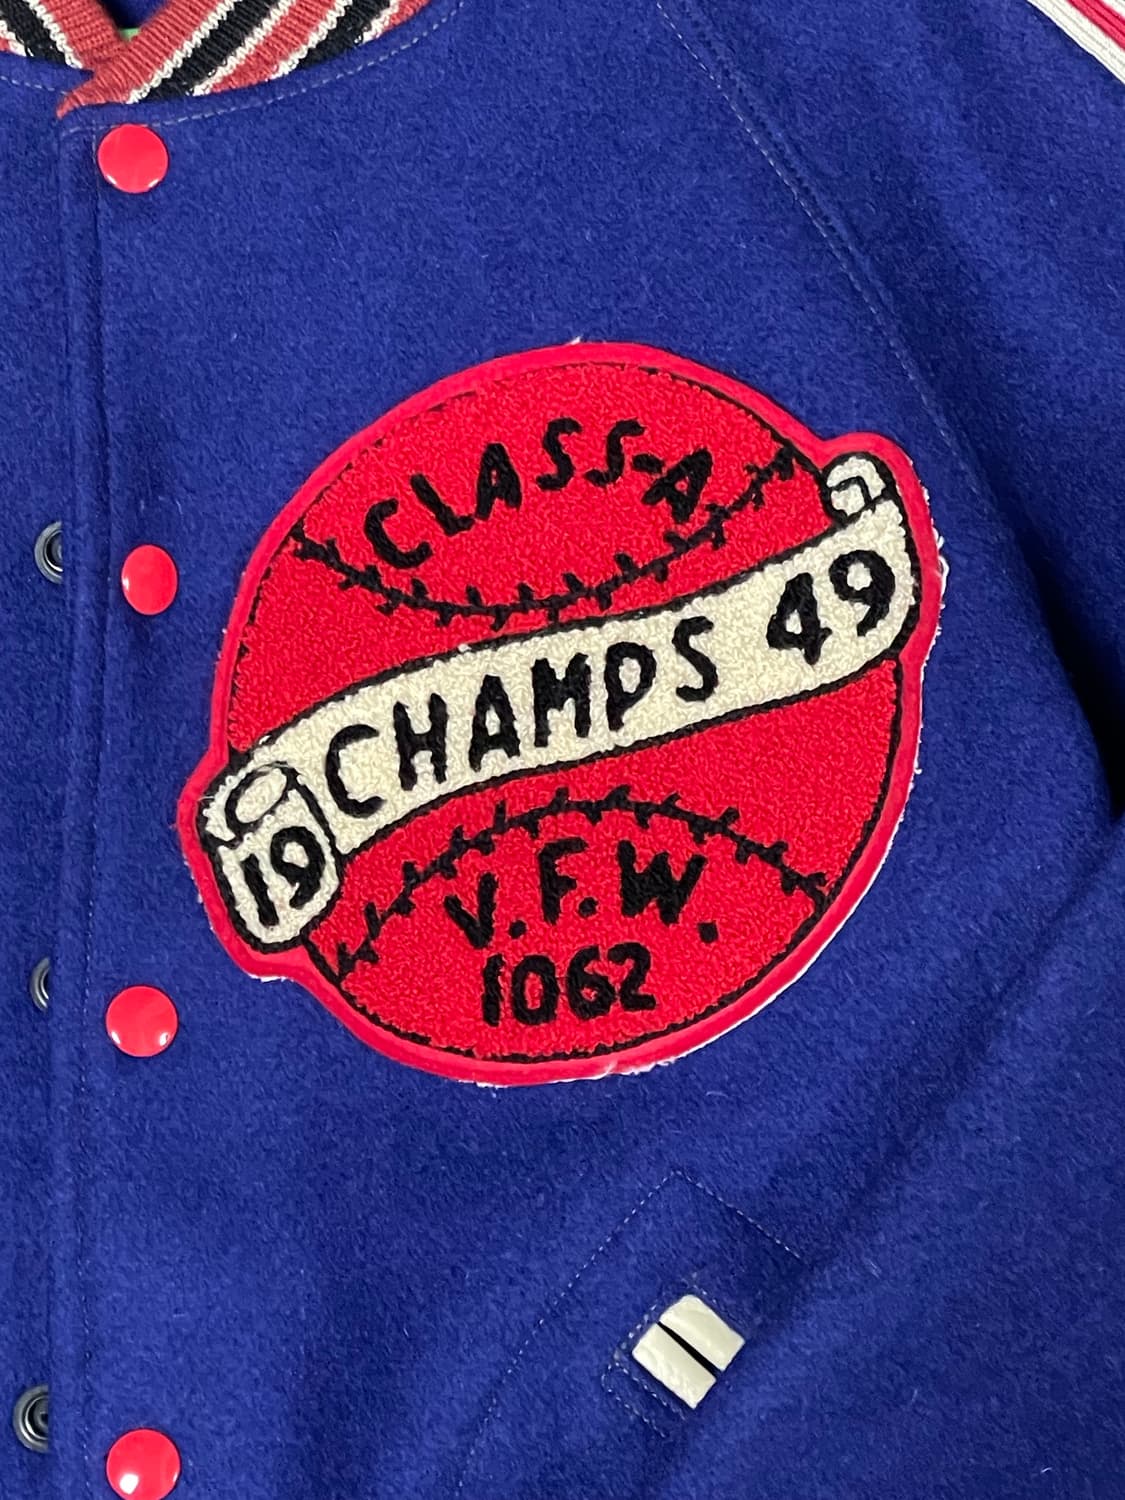 CLASS-A
19 CHAMPS 49
V.F.W.
1062